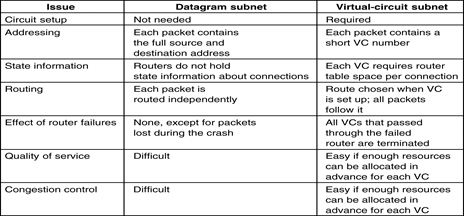 Issue Datagram subnet Virtual-circuit subnet
Circuit setup Not needed Required
Addressing Each packet contains Each packet contains a
the full source and short VC number
destination address
State information Routers do not hold Each VC requires router
state information about connections table space per connection
Routing Each packet is Route chosen when VC
routed independently is set up; all packets
follow it
Effect of router failures None, except for packets All VCs that passed
lost during the crash through the failed
router are terminated
Quality of service Difficult Easy if enough resources
can be allocated in
advance for each VC
Congestion control Difficult Easy if enough resources
can be allocated in
advance for each VC